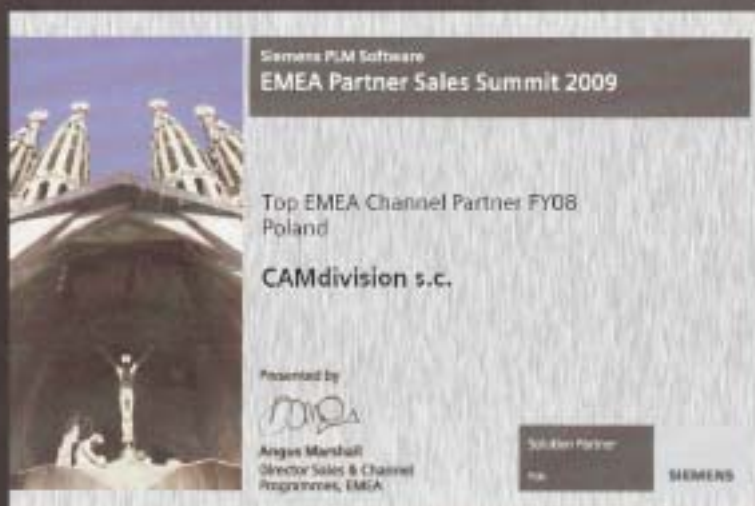 Siemens PLM Software
EMEA Partner Sales Summit 2009
Top EMEA Channel Partner FY08
Poland
CAMdivision s.c.
Presented by
Angus Marshall
Director Sales & Channel
Programmes, EMEA
Solution Partner
PLM
SIEMENS